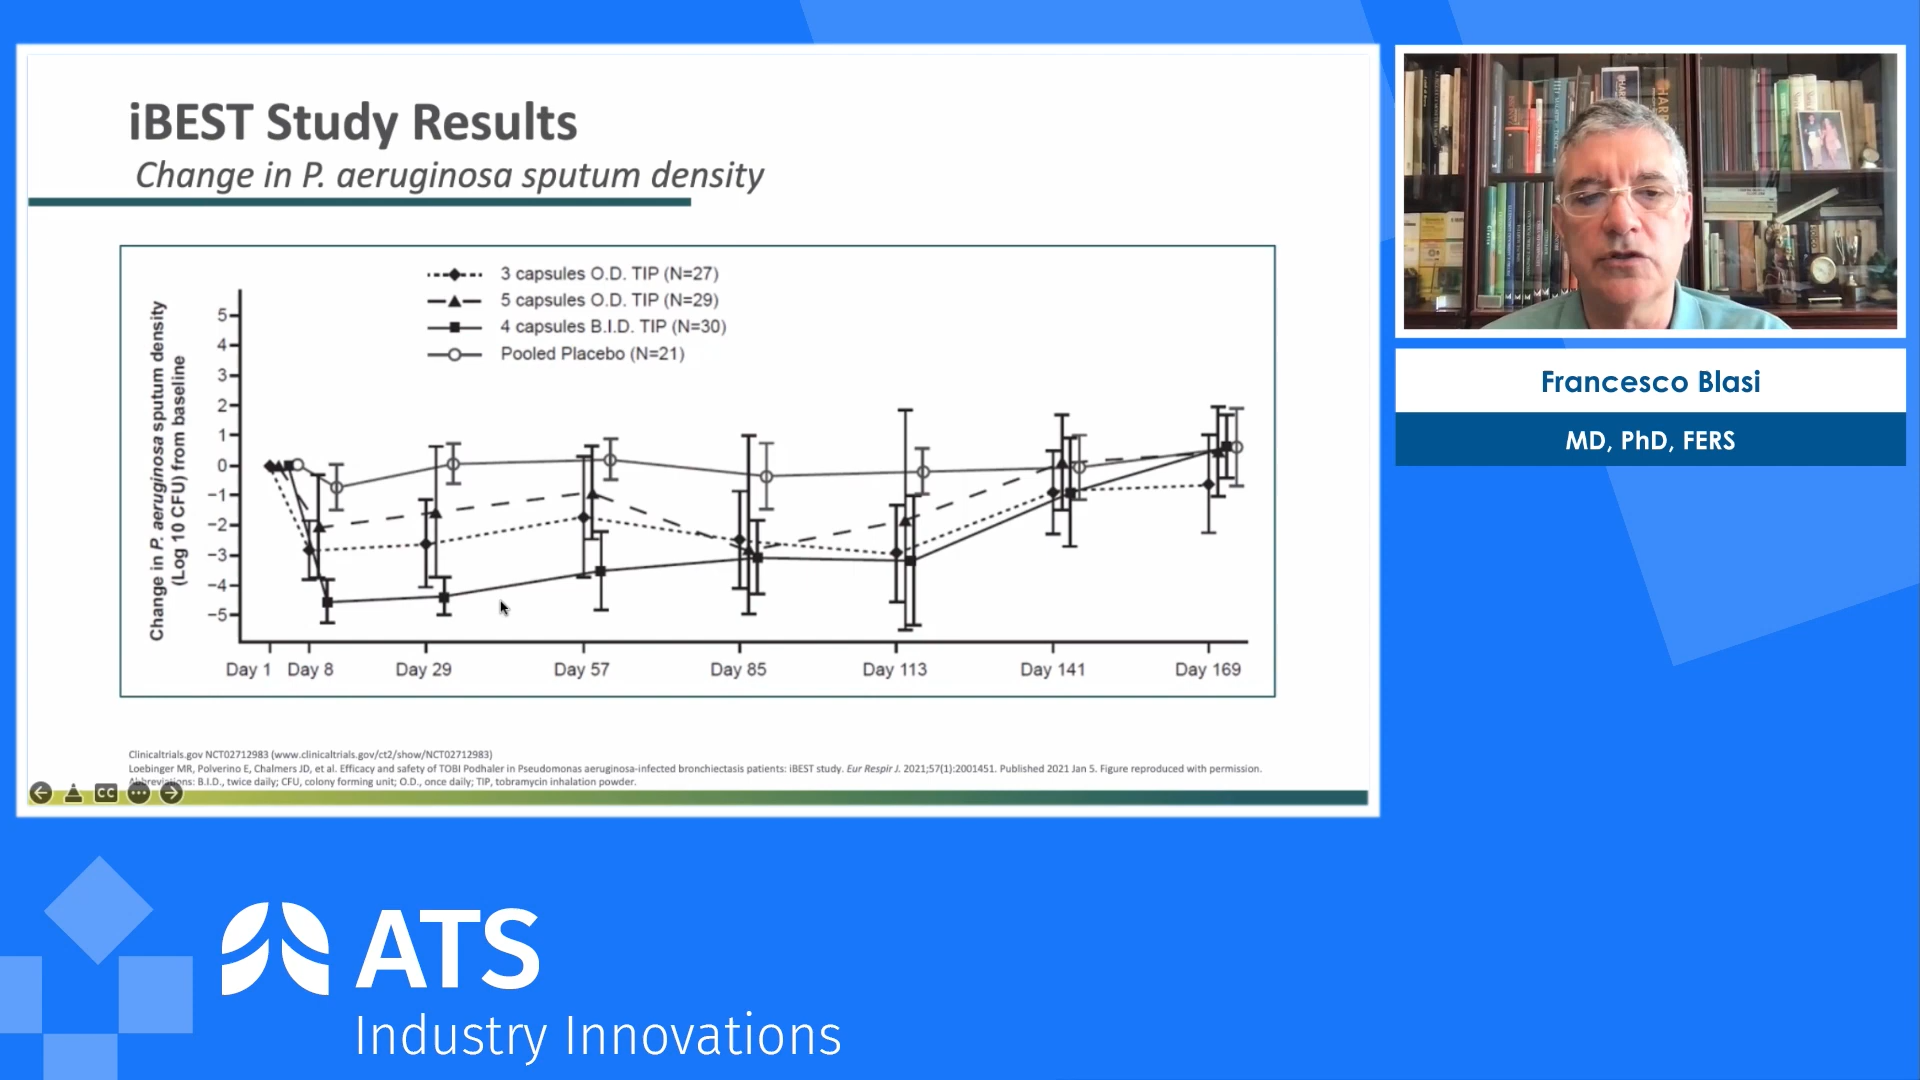 iBEST Study Results
Change in P. aeruginosa sputum density
Change in P. aeruginosa sputum density
(Log 10 CFU) from baseline
3 capsules O.D. TIP (N=27)
5 capsules O.D. TIP (N=29)
4 capsules B.I.D. TIP (N=30)
Pooled Placebo (N=21)
5
4
3
2
1
0
−1
−2
−3
−4
−5
Day 1 Day 8 Day 29 Day 57 Day 85 Day 113 Day 141 Day 169
Clinicaltrials.gov NCT02712983 (www.clinicaltrials.gov/ct2/show/NCT02712983)
Loebinger MR, Polverino E, Chalmers JD, et al. Efficacy and safety of TOBI Podhaler in Pseudomonas aeruginosa-infected bronchiectasis patients: iBEST study. Eur Respir J. 2021;57(1):2001451. Published 2021 Jan 5. Figure reproduced with permission.
Abbreviations: B.I.D., twice daily; CFU, colony forming unit; O.D., once daily; TIP, tobramycin inhalation powder.
CC
Francesco Blasi
MD, PhD, FERS
ATS
Industry Innovations